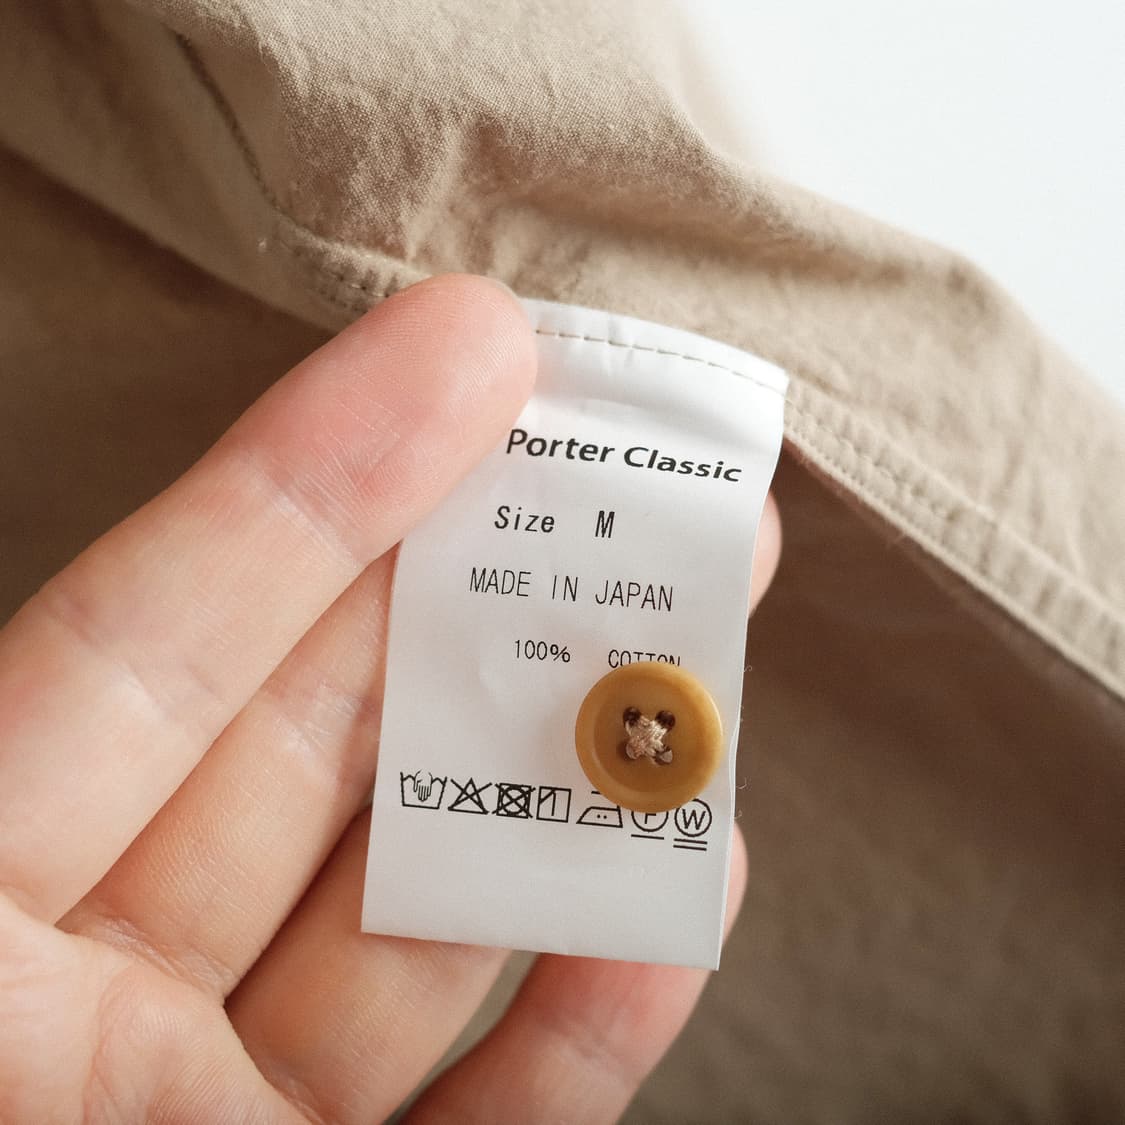 Porter Classic
Size M
MADE IN JAPAN
100% COTTON
F W